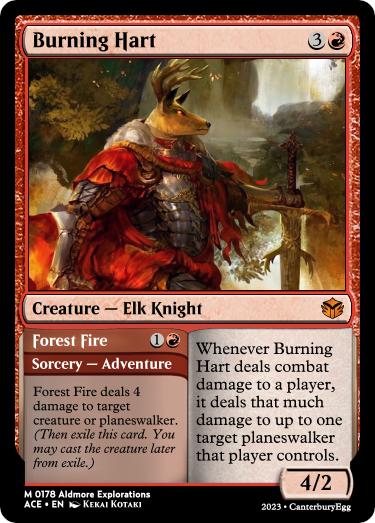 Burning Hart 3
Creature — Elk Knight
Forest Fire 1
Sorcery — Adventure
Forest Fire deals 4
damage to target
creature or planeswalker.
(Then exile this card. You
may cast the creature later
from exile.)
Whenever Burning
Hart deals combat
damage to a player,
it deals that much
damage to up to one
target planeswalker
that player controls.
4/2
M 0178 Aldmore Explorations
ACE • EN Kekai Kotaki
2023 • CanterburyEgg